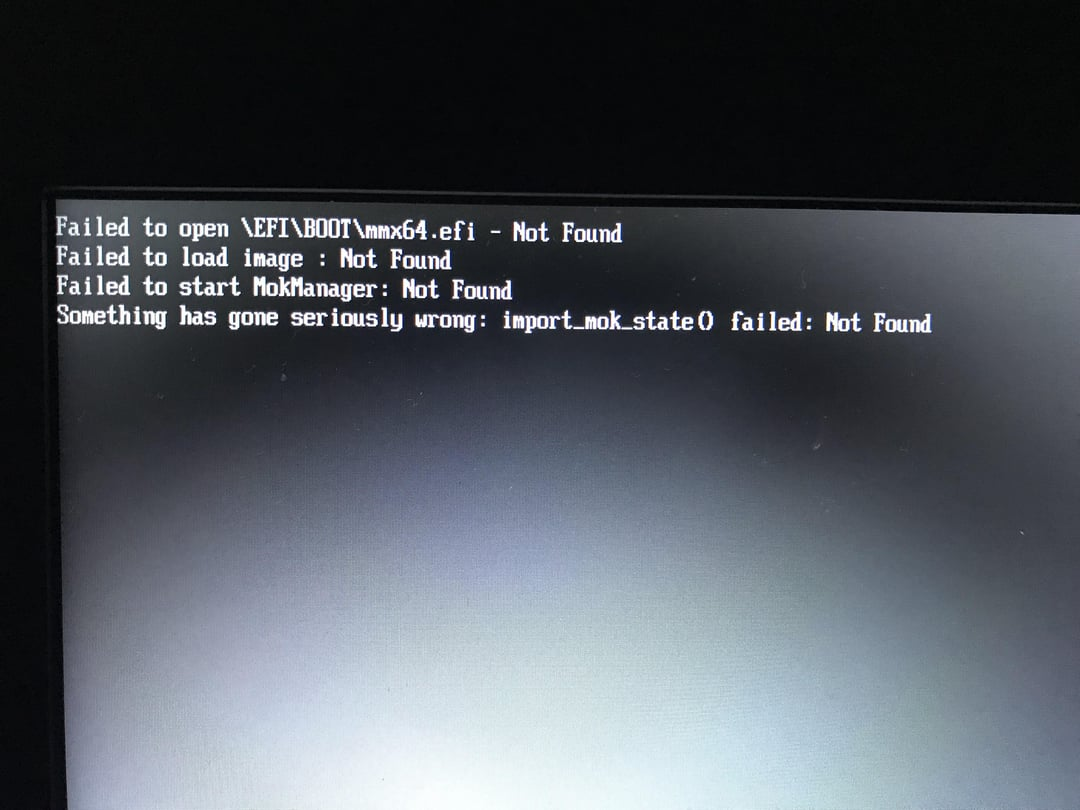 Failed to open \EFI\BOOT\mmx64.efi - Not Found
Failed to load image : Not Found
Failed to start MokManager: Not Found
Something has gone seriously wrong: import_mok_state() failed: Not Found